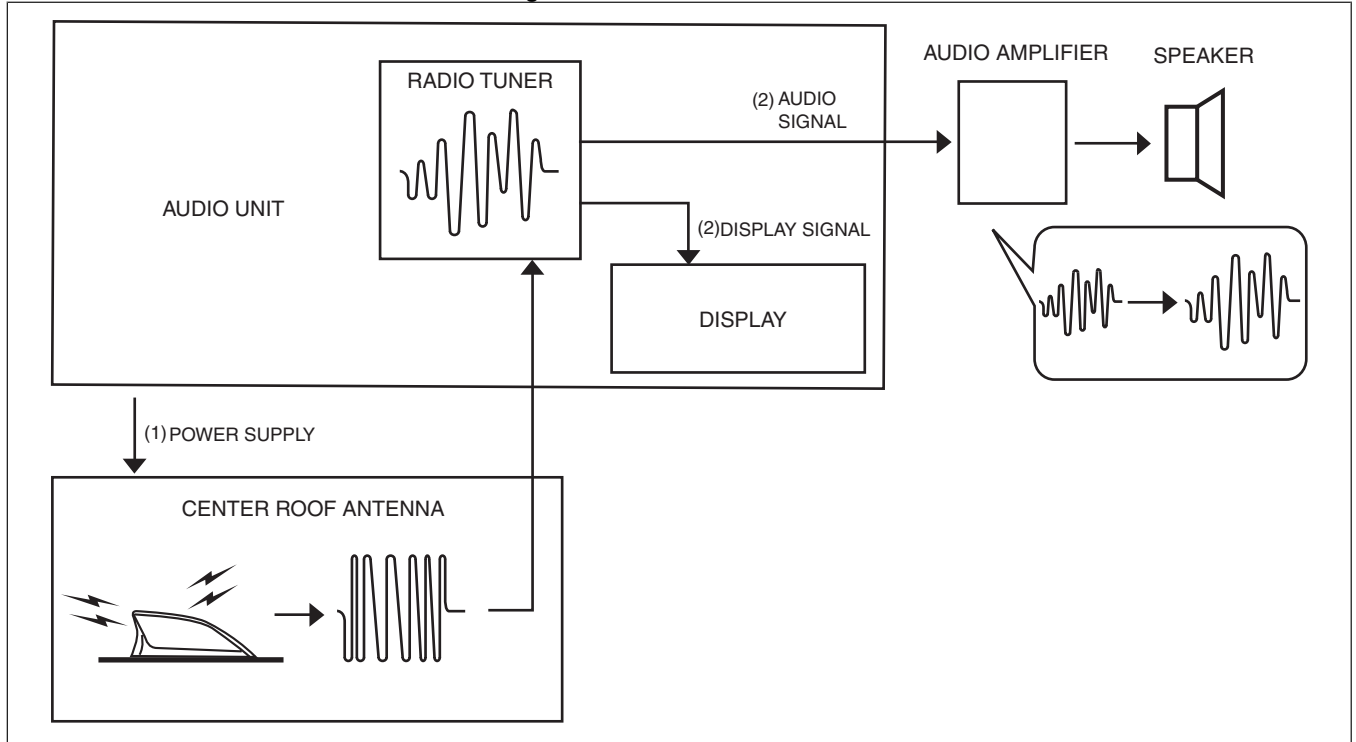 RADIO TUNER
AUDIO UNIT
(2) AUDIO
SIGNAL
(2)DISPLAY SIGNAL
DISPLAY
AUDIO AMPLIFIER
SPEAKER
(1) POWER SUPPLY
CENTER ROOF ANTENNA